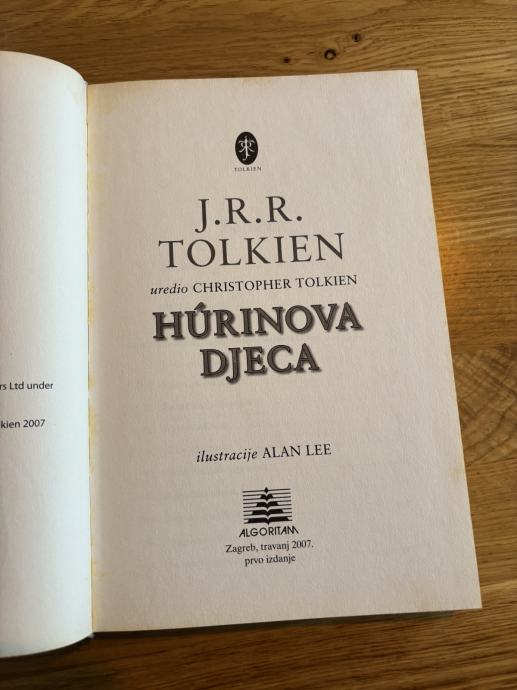 rs Ltd under
kien 2007
TOLKIEN
J.R.R.
TOLKIEN
uredio CHRISTOPHER TOLKIEN
HÚRINOVA
DJECA
ilustracije ALAN LEE
ALGORITAM
Zagreb, travanj 2007.
prvo izdanje